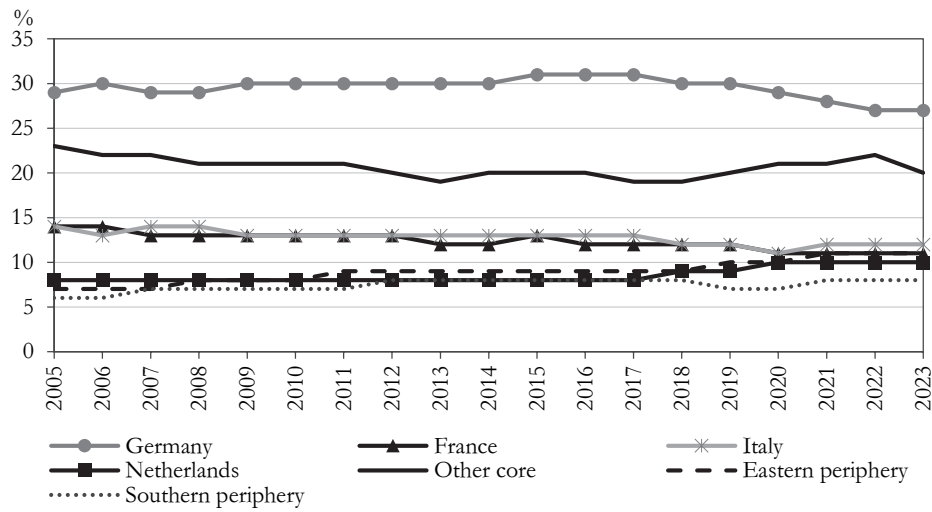 %
35
30
25
20
15
10
5
0
2005 2006 2007 2008 2009 2010 2011 2012 2013 2014 2015 2016 2017 2018 2019 2020 2021 2022 2023
Germany France Italy
Netherlands Other core Eastern periphery
Southern periphery